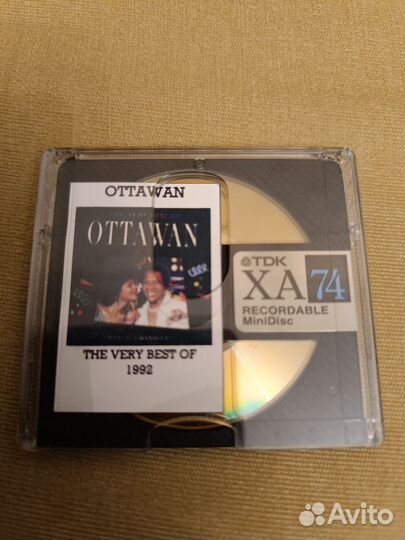 OTTAWAN
OTTAWAN
THE VERY BEST OF
1992
TDK
XA 74
RECORDABLE
MiniDisc
Avito